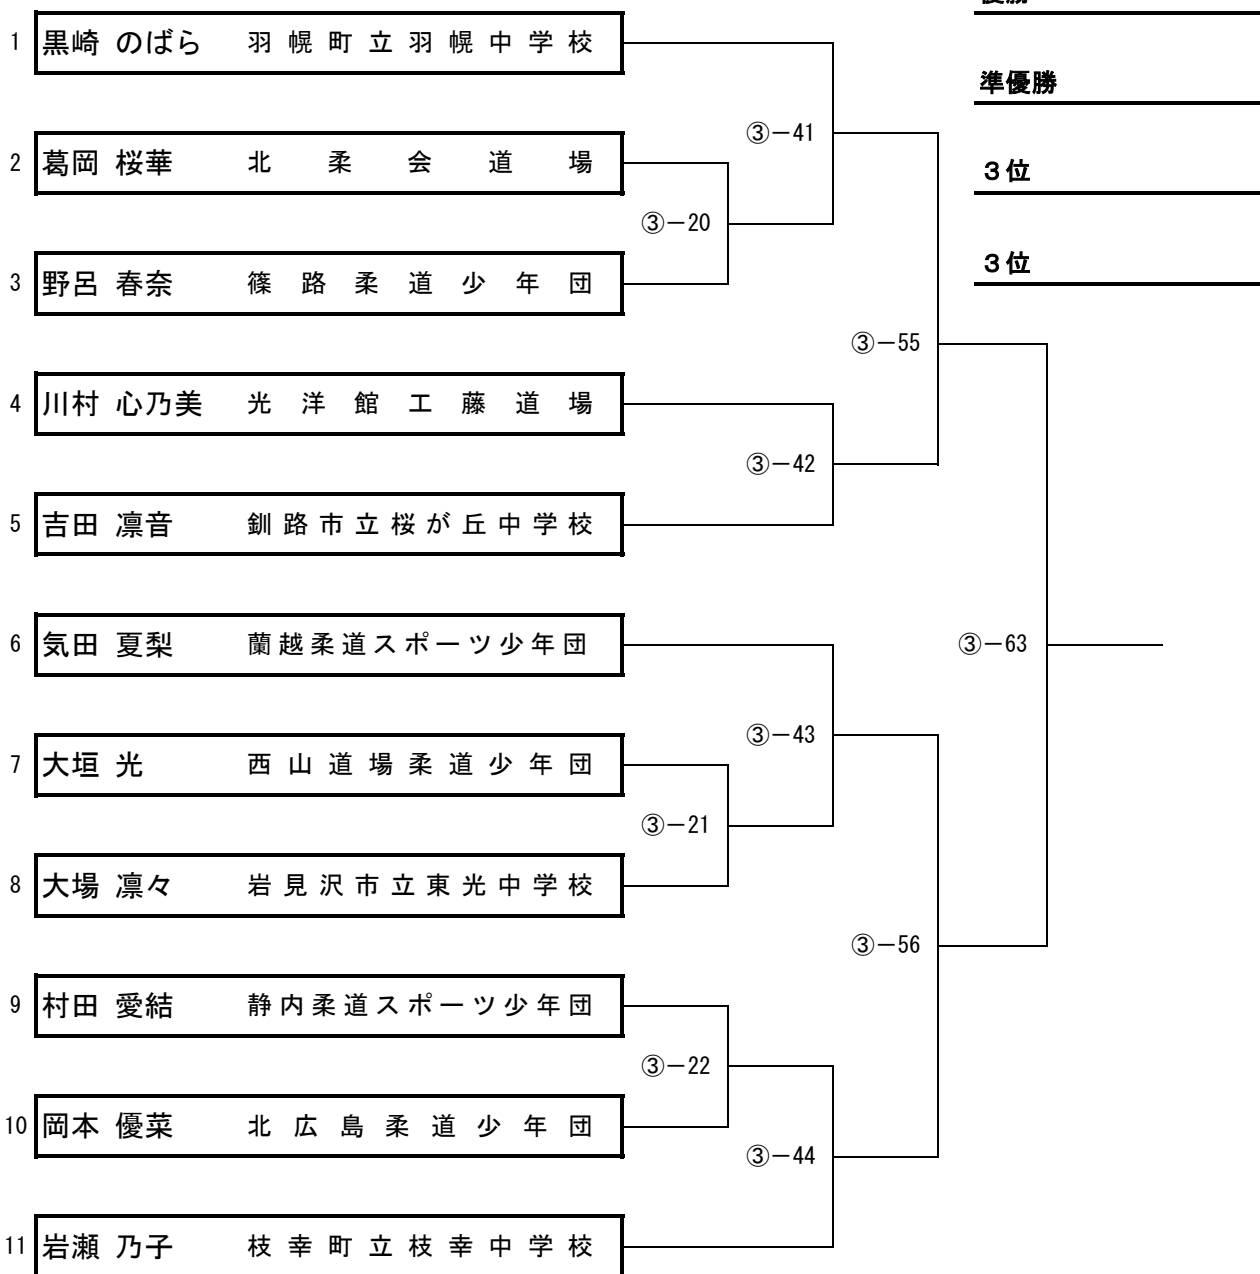 優勝
1 黒崎 のばら 羽幌町立羽幌中学校
準優勝
③－41
2 葛岡 桜華 北柔会道場
３位
③－20
３位
3 野呂 春奈 篠路柔道少年団
③－55
4 川村 心乃美 光洋館工藤道場
③－42
5 吉田 凛音 釧路市立桜が丘中学校
6 気田 夏梨 蘭越柔道スポーツ少年団
③－63
③－43
7 大垣 光 西山道場柔道少年団
③－21
8 大場 凛々 岩見沢市立東光中学校
③－56
9 村田 愛結 静内柔道スポーツ少年団
③－22
10 岡本 優菜 北広島柔道少年団
③－44
11 岩瀬 乃子 枝幸町立枝幸中学校